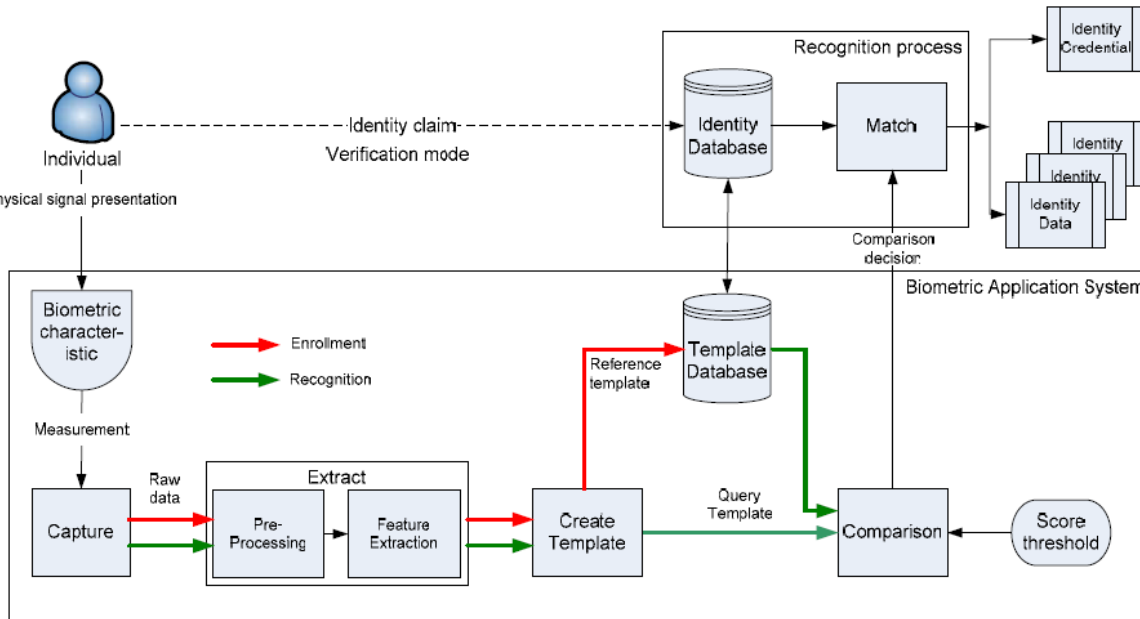 Recognition process
Identity
Credential
Identity claim
Verification mode
Individual
Identity
Database
Match
Identity
Identity
Identity
Data
hysical signal presentation
Comparison
decision
Biometric Application System
Biometric
character-
istic
Enrollment
Recognition
Reference
template
Template
Database
Measurement
Raw
data
Extract
Capture
Pre-
Processing
Feature
Extraction
Create
Template
Query
Template
Comparison
Score
threshold